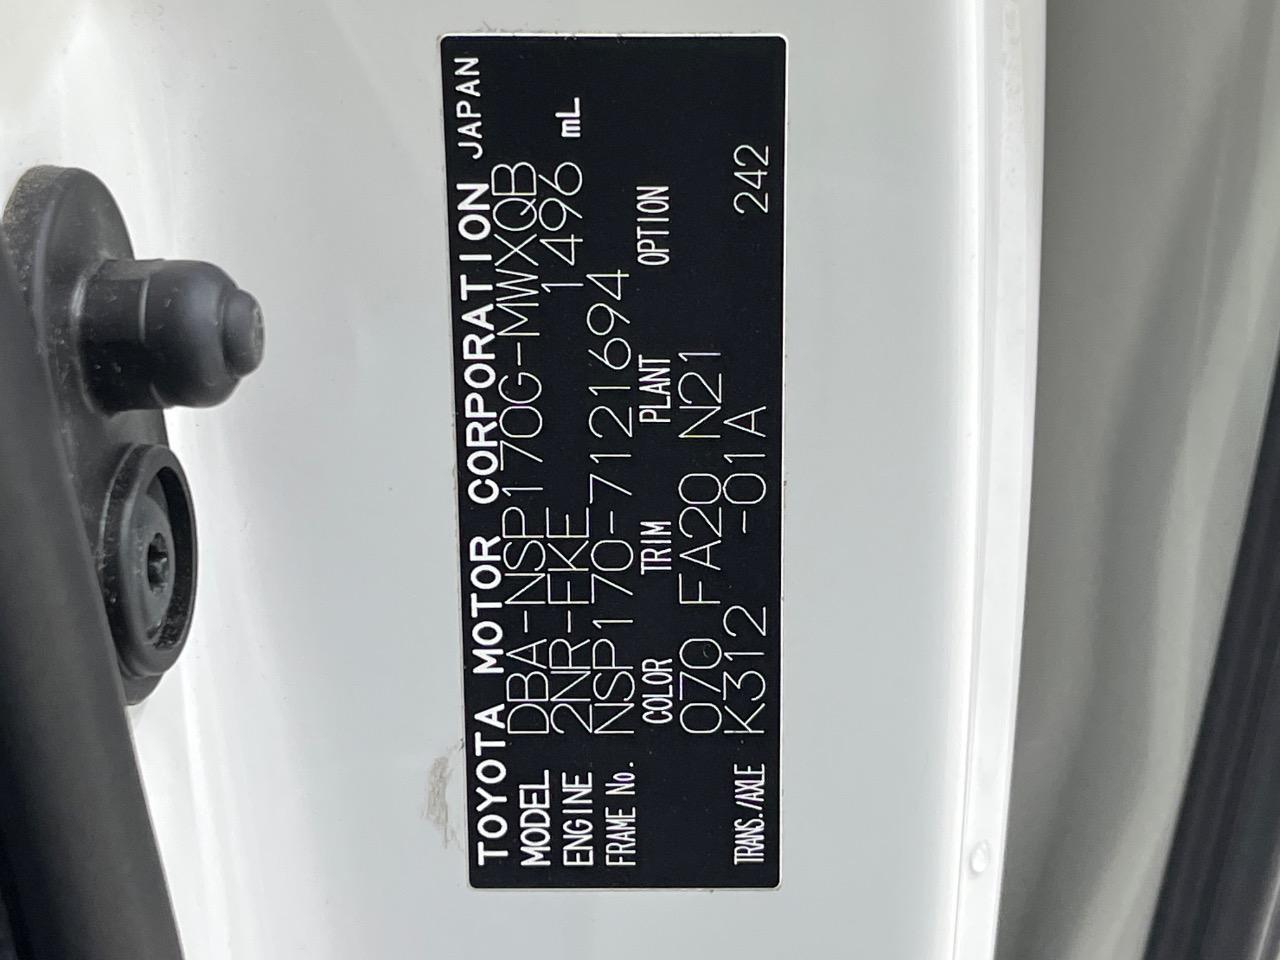 TOYOTA MOTOR CORPORATION JAPAN
MODEL DBA-NSP170G-MWXQB
ENGINE 2NR-FKE 1496 mL
FRAME No. NSP170-7121694
COLOR TRIM PLANT OPTION
070 FA20 N21
TRANS./AXLE K312 -01A 242